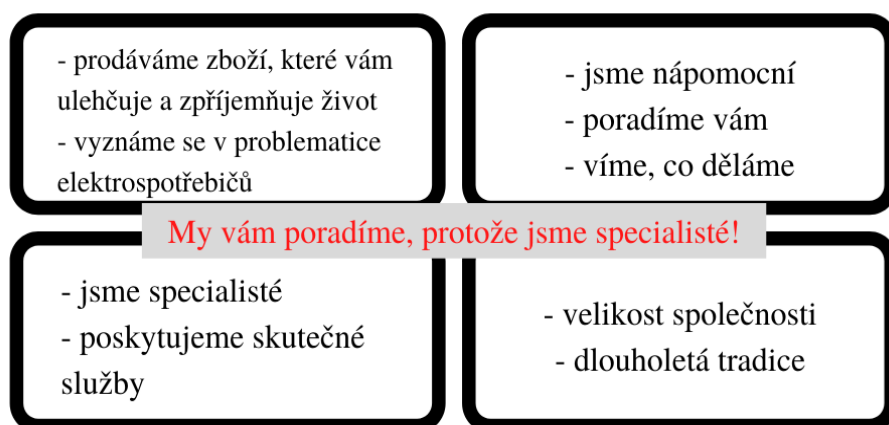 - prodáváme zboží, které vám
ulehčuje a zpříjemňuje život
- vyznáme se v problematice
elektrospotřebičů
- jsme nápomocní
- poradíme vám
- víme, co děláme
My vám poradíme, protože jsme specialisté!
- jsme specialisté
- poskytujeme skutečné
služby
- velikost společnosti
- dlouholetá tradice